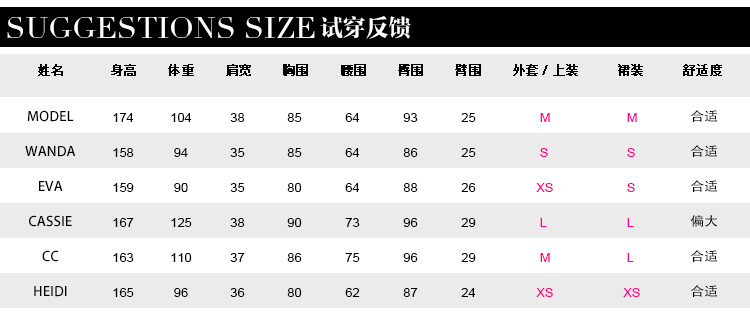 SUGGESTIONS SIZE试穿反馈
姓名 身高 体重 肩宽 胸围 腰围 臀围 臂围 外套 / 上装 裙装 舒适度
MODEL 174 104 38 85 64 93 25 M M 合适
WANDA 158 94 35 85 64 86 25 S S 合适
EVA 159 90 35 80 64 88 26 XS S 合适
CASSIE 167 125 38 90 73 96 29 L L 偏大
CC 163 110 37 86 75 96 29 M L 合适
HEIDI 165 96 36 80 62 87 24 XS XS 合适